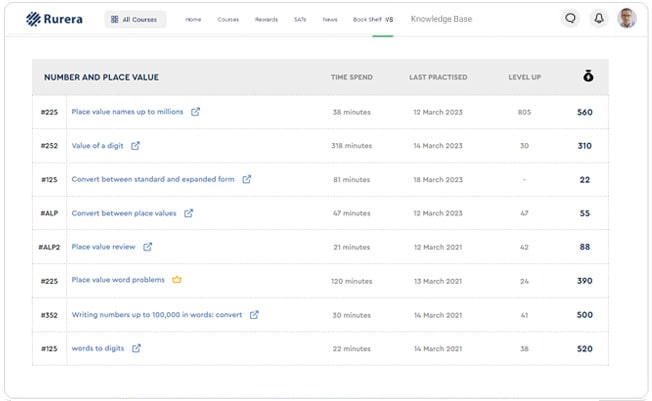 Rurera All Courses Home Courses Rewards SATs News Book Shelf Knowledge Base
NUMBER AND PLACE VALUE TIME SPEND LAST PRACTISED LEVEL UP
#225 Place value names up to millions 38 minutes 12 March 2023 805 560
#252 Value of a digit 318 minutes 14 March 2023 30 310
#125 Convert between standard and expanded form 81 minutes 18 March 2023 - 22
#ALP Convert between place values 47 minutes 12 March 2023 47 55
#ALP2 Place value review 21 minutes 12 March 2021 42 88
#225 Place value word problems 120 minutes 13 March 2021 24 390
#352 Writing numbers up to 100,000 in words: convert 30 minutes 14 March 2021 41 500
#125 words to digits 22 minutes 14 March 2021 38 520